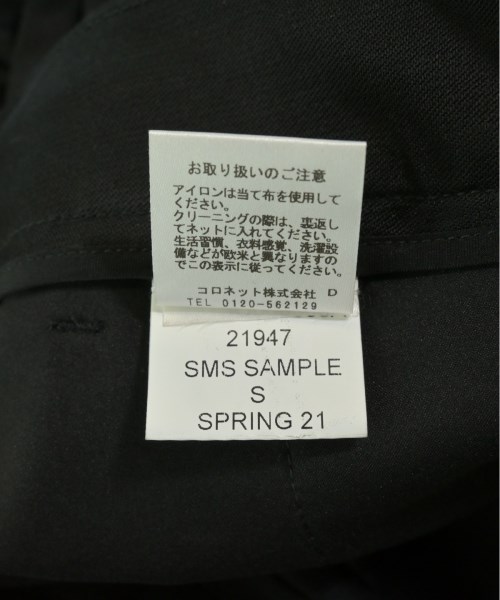 お取り扱いのご注意
アイロンは当て布を使用して
ください。
クリーニングの際は、裏返し
てネットに入れてください。
生活習慣、衣料感覚、洗濯設
備などが欧米と異なりますの
でこの表示に従ってください。
コロネット株式会社 D
TEL 0120-562129
21947
SMS SAMPLE
S
SPRING 21